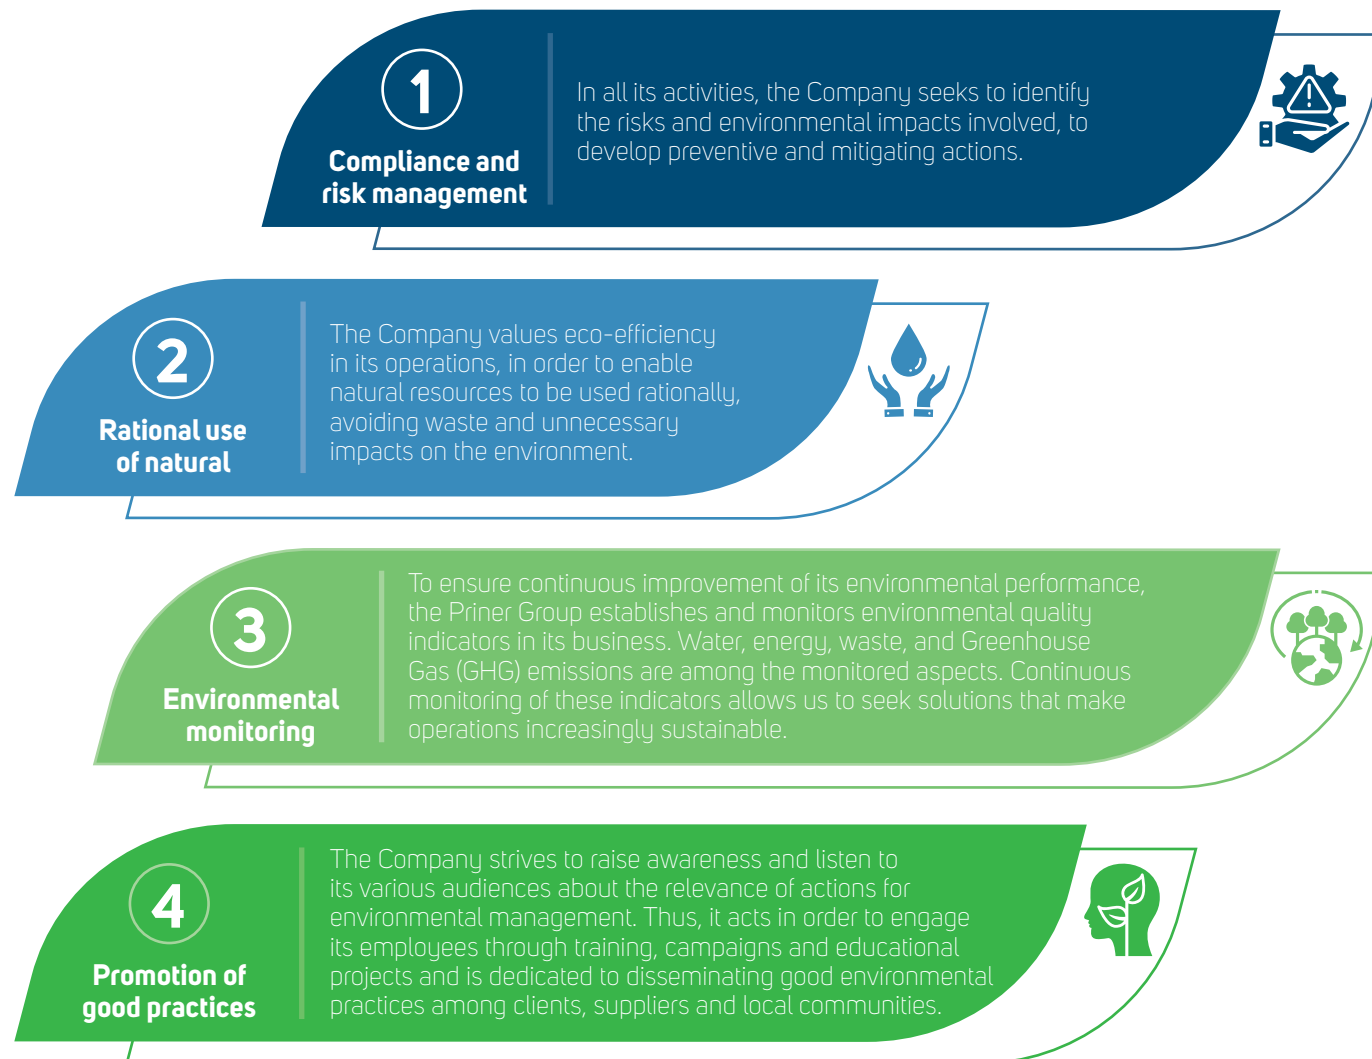 1
Compliance and
risk management
In all its activities, the Company seeks to identify
the risks and environmental impacts involved, to
develop preventive and mitigating actions.
2
Rational use
of natural
The Company values eco-efficiency
in its operations, in order to enable
natural resources to be used rationally,
avoiding waste and unnecessary
impacts on the environment.
3
Environmental
monitoring
To ensure continuous improvement of its environmental performance,
the Priner Group establishes and monitors environmental quality
indicators in its business. Water, energy, waste, and Greenhouse
Gas (GHG) emissions are among the monitored aspects. Continuous
monitoring of these indicators allows us to seek solutions that make
operations increasingly sustainable.
4
Promotion of
good practices
The Company strives to raise awareness and listen to
its various audiences about the relevance of actions for
environmental management. Thus, it acts in order to engage
its employees through training, campaigns and educational
projects and is dedicated to disseminating good environmental
practices among clients, suppliers and local communities.